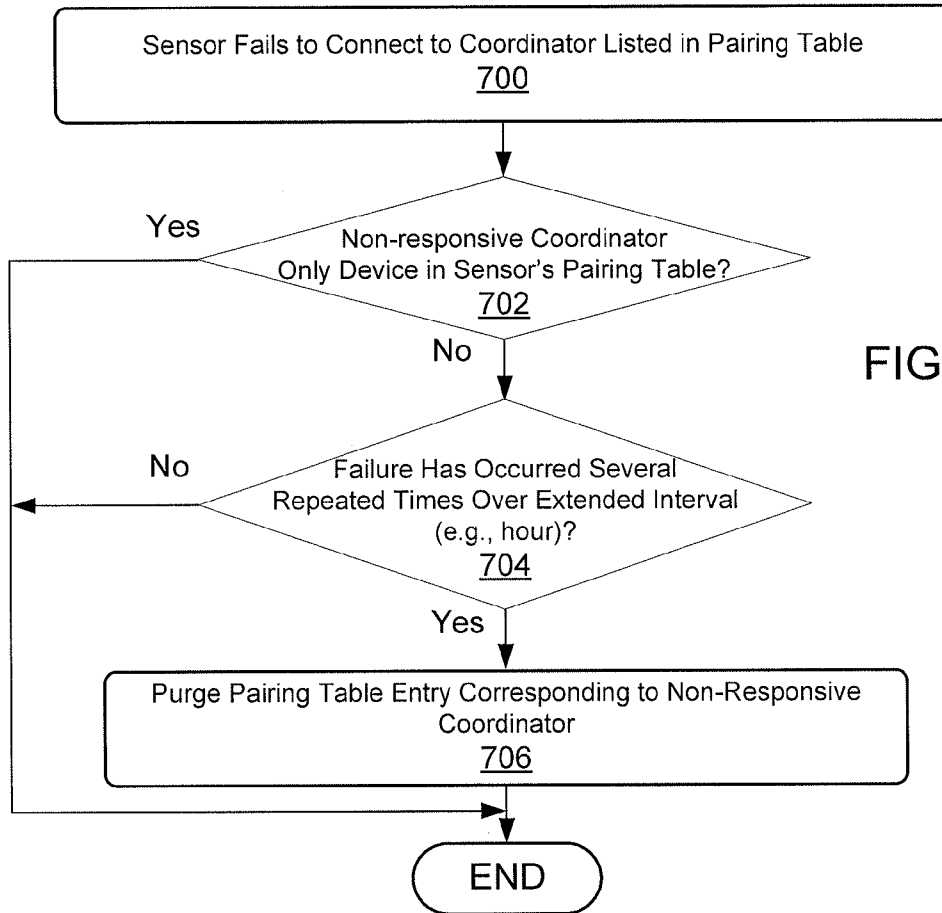 Sensor Fails to Connect to Coordinator Listed in Pairing Table
700
Yes
Non-responsive Coordinator
Only Device in Sensor's Pairing Table?
702
No
FIG
No
Failure Has Occurred Several
Repeated Times Over Extended Interval
(e.g., hour)?
704
Yes
Purge Pairing Table Entry Corresponding to Non-Responsive
Coordinator
706
END